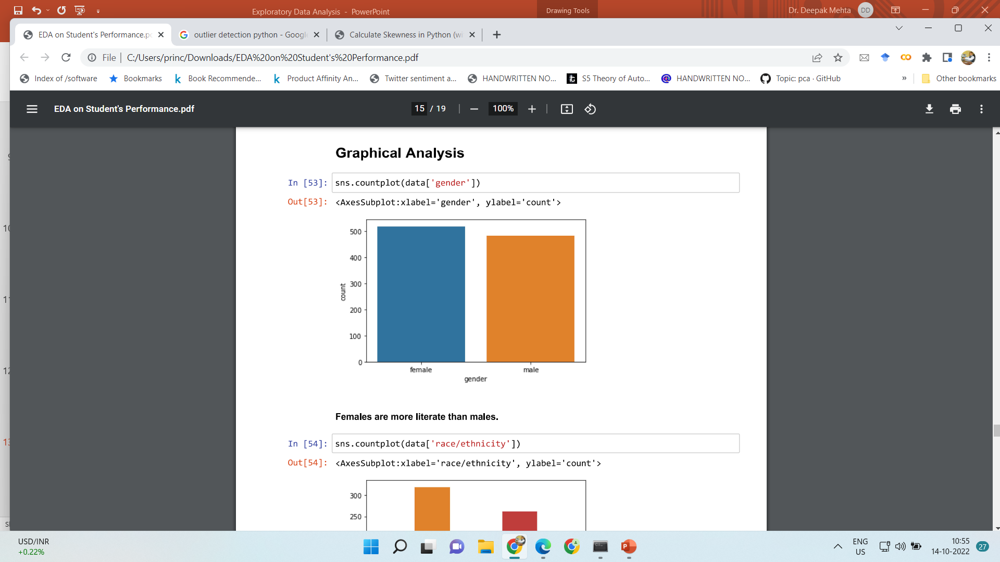 Exploratory Data Analysis - PowerPoint
Drawing Tools
Dr. Deepak Mehta
DD
EDA on Student's Performance.p
outlier detection python - Googl
Calculate Skewness in Python (wi
File
C:/Users/princ/Downloads/EDA%20on%20Student's%20Performance.pdf
Index of /software
Bookmarks
Book Recommende...
Product Affinity An...
Twitter sentiment a...
HANDWRITTEN NO...
S5 Theory of Auto...
HANDWRITTEN NO...
Topic: pca · GitHub
»
Other bookmarks
EDA on Student's Performance.pdf
15 / 19
100%
Graphical Analysis
In [53]: sns.countplot(data['gender'])
Out[53]: <AxesSubplot:xlabel='gender', ylabel='count'>
500
400
300
200
100
0
count
female
male
gender
Females are more literate than males.
In [54]: sns.countplot(data['race/ethnicity'])
Out[54]: <AxesSubplot:xlabel='race/ethnicity', ylabel='count'>
300
250
10
11
12
13
USD/INR
+0.22%
ENG
US
10:55
14-10-2022
27